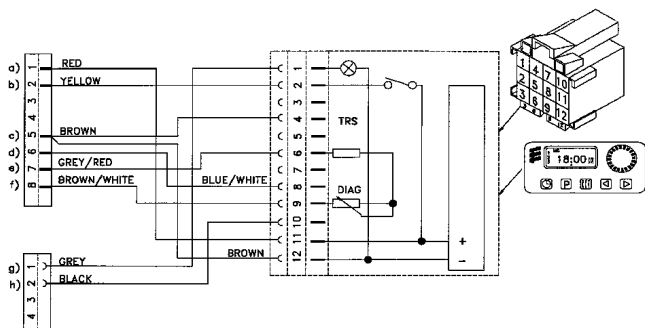 a) 1 RED
b) 2 YELLOW
3
4
c) 5 BROWN
d) 6
e) 7 GREY/RED
f) 8 BROWN/WHITE
BLUE/WHITE
BROWN
g) 1 GREY
h) 2 BLACK
3
4
1
2
3
4
5
6
7
8
9
10
11
12
TRS
DIAG
+
–
1 4 7 10
2 5 8 11
3 6 9 12
18:00
P